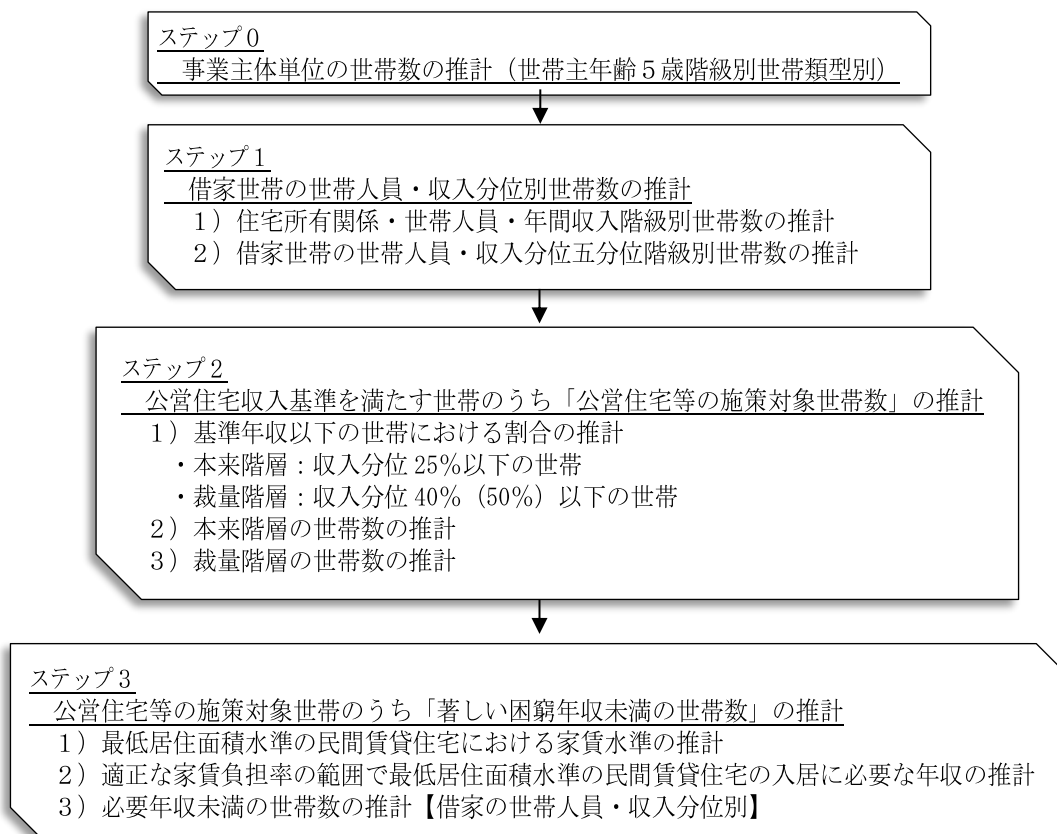 ステップ０
事業主体単位の世帯数の推計（世帯主年齢５歳階級別世帯類型別）
ステップ１
借家世帯の世帯人員・収入分位別世帯数の推計
１）住宅所有関係・世帯人員・年間収入階級別世帯数の推計
２）借家世帯の世帯人員・収入分位五分位階級別世帯数の推計
ステップ２
公営住宅収入基準を満たす世帯のうち「公営住宅等の施策対象世帯数」の推計
１）基準年収以下の世帯における割合の推計
・本来階層：収入分位 25％以下の世帯
・裁量階層：収入分位 40％（50％）以下の世帯
２）本来階層の世帯数の推計
３）裁量階層の世帯数の推計
ステップ３
公営住宅等の施策対象世帯のうち「著しい困窮年収未満の世帯数」の推計
１）最低居住面積水準の民間賃貸住宅における家賃水準の推計
２）適正な家賃負担率の範囲で最低居住面積水準の民間賃貸住宅の入居に必要な年収の推計
３）必要年収未満の世帯数の推計【借家の世帯人員・収入分位別】